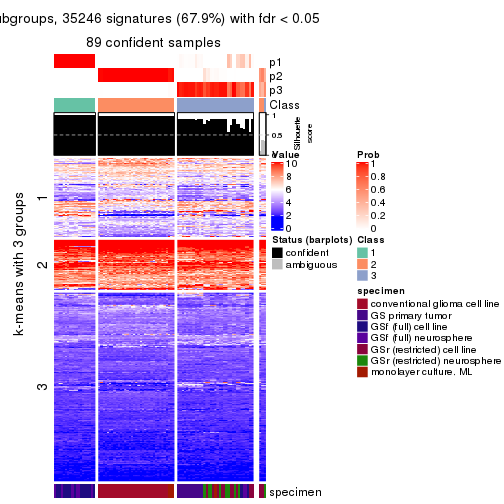 ubgroups, 35246 signatures (67.9%) with fdr < 0.05
89 confident samples
p1
p2
p3
Class
1
0.5
0
Silhouette
score
k-means with 3 groups
1
2
3
Value
10
8
6
4
2
0
Prob
1
0.8
0.6
0.4
0.2
0
Status (barplots)
confident
ambiguous
Class
1
2
3
specimen
conventional glioma cell line
GS primary tumor
GSf (full) cell line
GSf (full) neurosphere
GSr (restricted) cell line
GSr (restricted) neurosphere
monolayer culture. ML
specimen